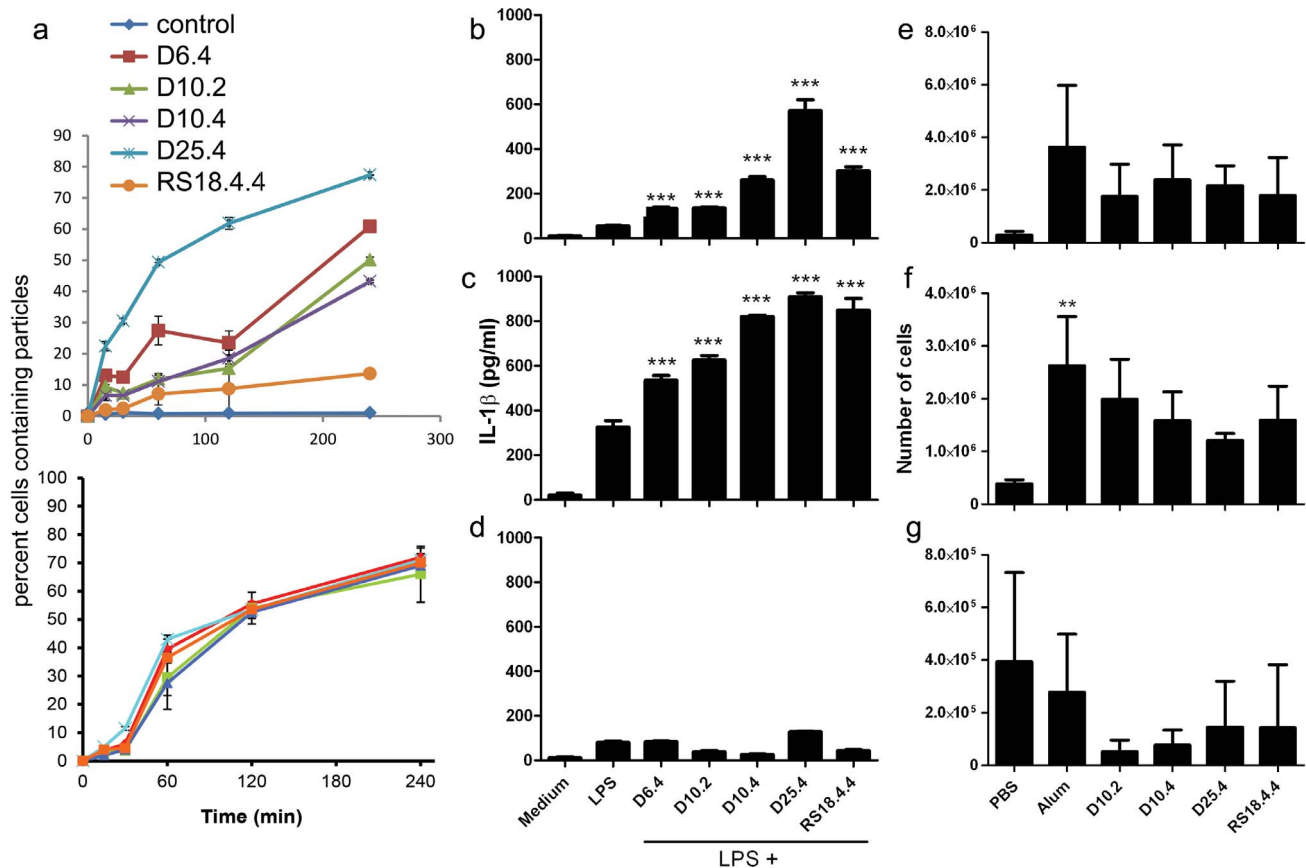 a
control
D6.4
D10.2
D10.4
D25.4
RS18.4.4
percent cells containing particles
90
80
70
60
50
40
30
20
10
0
0 100 200 300
100
90
80
70
60
50
40
30
20
10
0
0 60 120 180 240
Time (min)
b
1000
800
600
400
200
0
*** *** *** *** ***
c
IL-1β (pg/ml)
1000
800
600
400
200
0
*** *** *** *** ***
d
1000
800
600
400
200
0
Medium LPS D6.4 D10.2 D10.4 D25.4 RS18.4.4
LPS +
e
8.0×10⁶
6.0×10⁶
4.0×10⁶
2.0×10⁶
0
f
Number of cells
4.0×10⁶
3.0×10⁶
2.0×10⁶
1.0×10⁶
0
**
g
8.0×10⁵
6.0×10⁵
4.0×10⁵
2.0×10⁵
0
PBS Alum D10.2 D10.4 D25.4 RS18.4.4